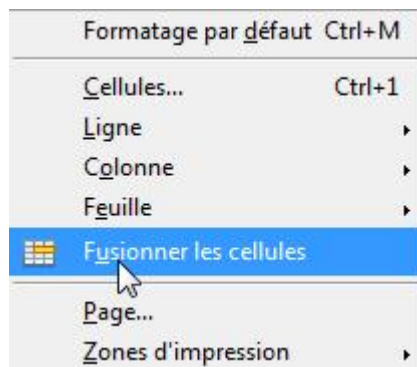 Formatage par défaut Ctrl+M
Cellules... Ctrl+1
Ligne
Colonne
Feuille
Fusionner les cellules
Page...
Zones d'impression